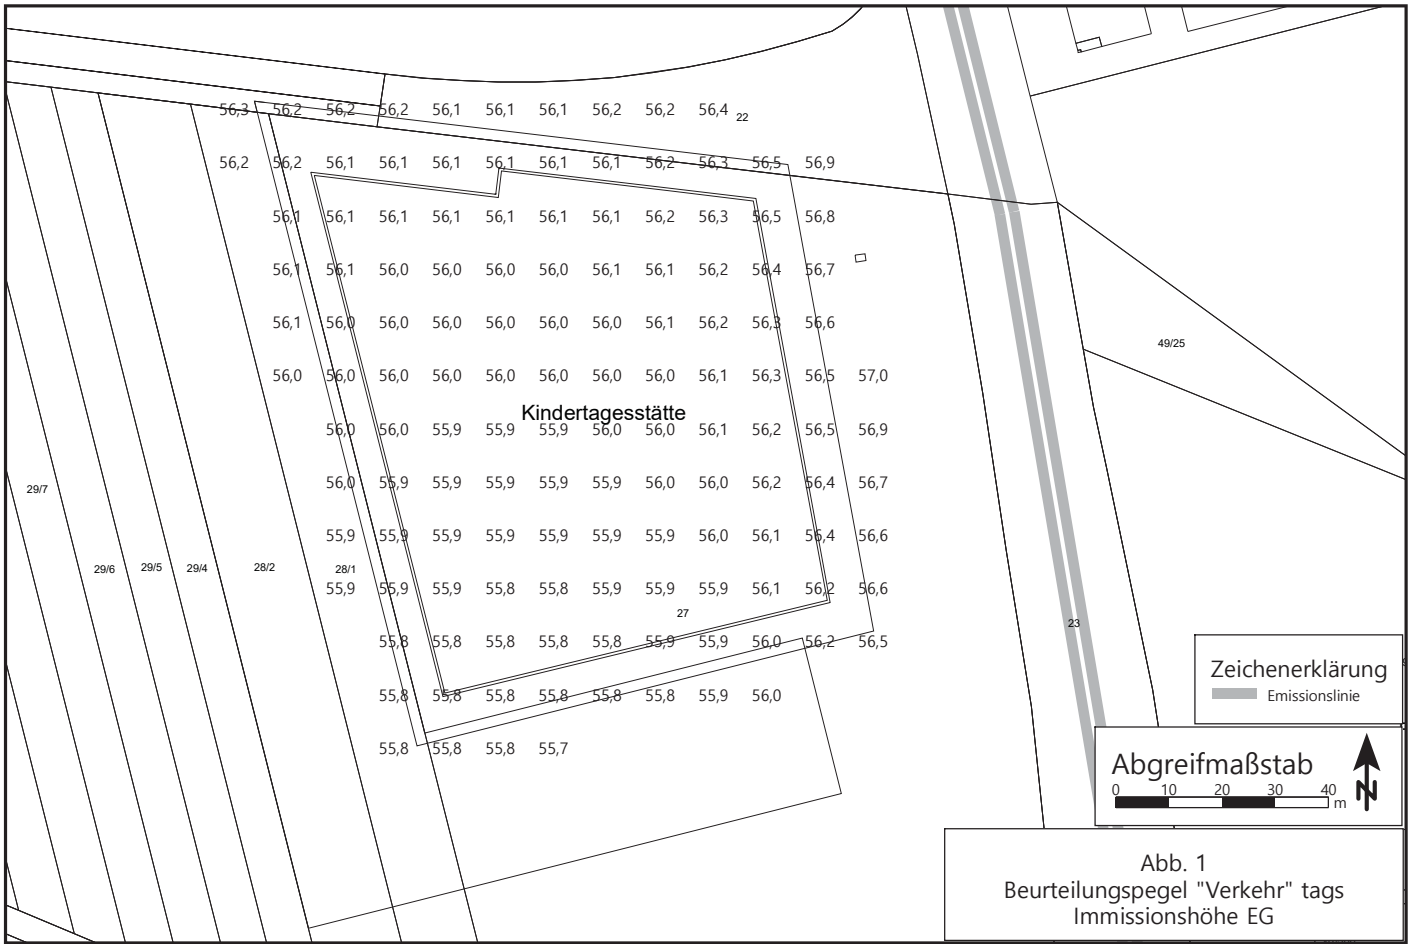 56,3 56,2 56,2 56,2 56,1 56,1 56,1 56,2 56,2 56,4 22
56,2 56,2 56,1 56,1 56,1 56,1 56,1 56,1 56,2 56,3 56,5 56,9
56,1 56,1 56,1 56,1 56,1 56,1 56,1 56,2 56,3 56,5 56,8
56,1 56,1 56,0 56,0 56,0 56,0 56,1 56,1 56,2 56,4 56,7
56,1 56,0 56,0 56,0 56,0 56,0 56,0 56,1 56,2 56,3 56,6
49/25
56,0 56,0 56,0 56,0 56,0 56,0 56,0 56,0 56,1 56,3 56,5 57,0
Kindertagesstätte
56,0 56,0 55,9 55,9 55,9 56,0 56,0 56,1 56,2 56,5 56,9
56,0 55,9 55,9 55,9 55,9 55,9 56,0 56,0 56,2 56,4 56,7
29/7
55,9 55,9 55,9 55,9 55,9 55,9 55,9 56,0 56,1 56,4 56,6
29/6 29/5 29/4 28/2 28/1
55,9 55,9 55,9 55,8 55,8 55,9 55,9 55,9 56,1 56,2 56,6
27
23
55,8 55,8 55,8 55,8 55,8 55,9 55,9 56,0 56,2 56,5
55,8 55,8 55,8 55,8 55,8 55,8 55,9 56,0
55,8 55,8 55,8 55,7
Zeichenerklärung
Emissionslinie
Abgreifmaßstab
0 10 20 30 40
m
N
Abb. 1
Beurteilungspegel "Verkehr" tags
Immissionshöhe EG